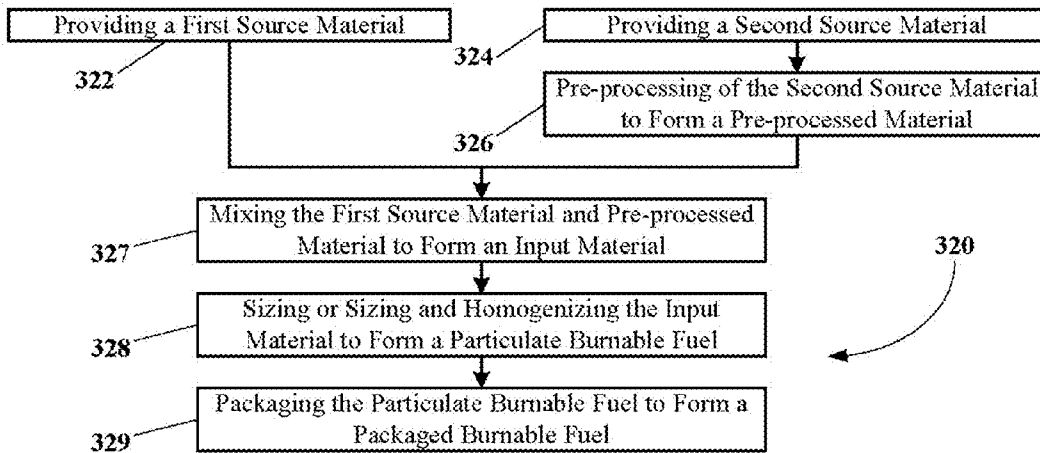 Providing a First Source Material
322
324
Providing a Second Source Material
Pre-processing of the Second Source Material
to Form a Pre-processed Material
326
Mixing the First Source Material and Pre-processed
Material to Form an Input Material
327
320
Sizing or Sizing and Homogenizing the Input
Material to Form a Particulate Burnable Fuel
328
Packaging the Particulate Burnable Fuel to Form a
Packaged Burnable Fuel
329